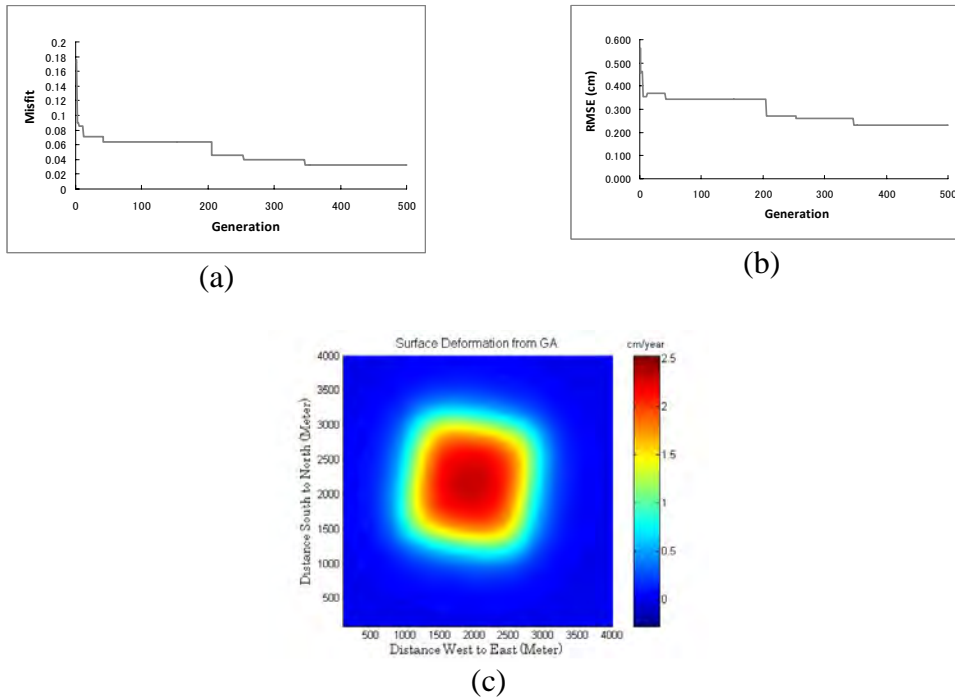 0.2
0.18
0.16
0.14
0.12
0.1
0.08
0.06
0.04
0.02
0
Misfit
0 100 200 300 400 500
Generation
(a)
0.600
0.500
0.400
0.300
0.200
0.100
0.000
RMSE (cm)
0 100 200 300 400 500
Generation
(b)
Surface Deformation from GA
cm/year
4000
3500
3000
2500
2000
1500
1000
500
Distance South to North (Meter)
500 1000 1500 2000 2500 3000 3500 4000
Distance West to East (Meter)
2.5
2
1.5
1
0.5
0
(c)